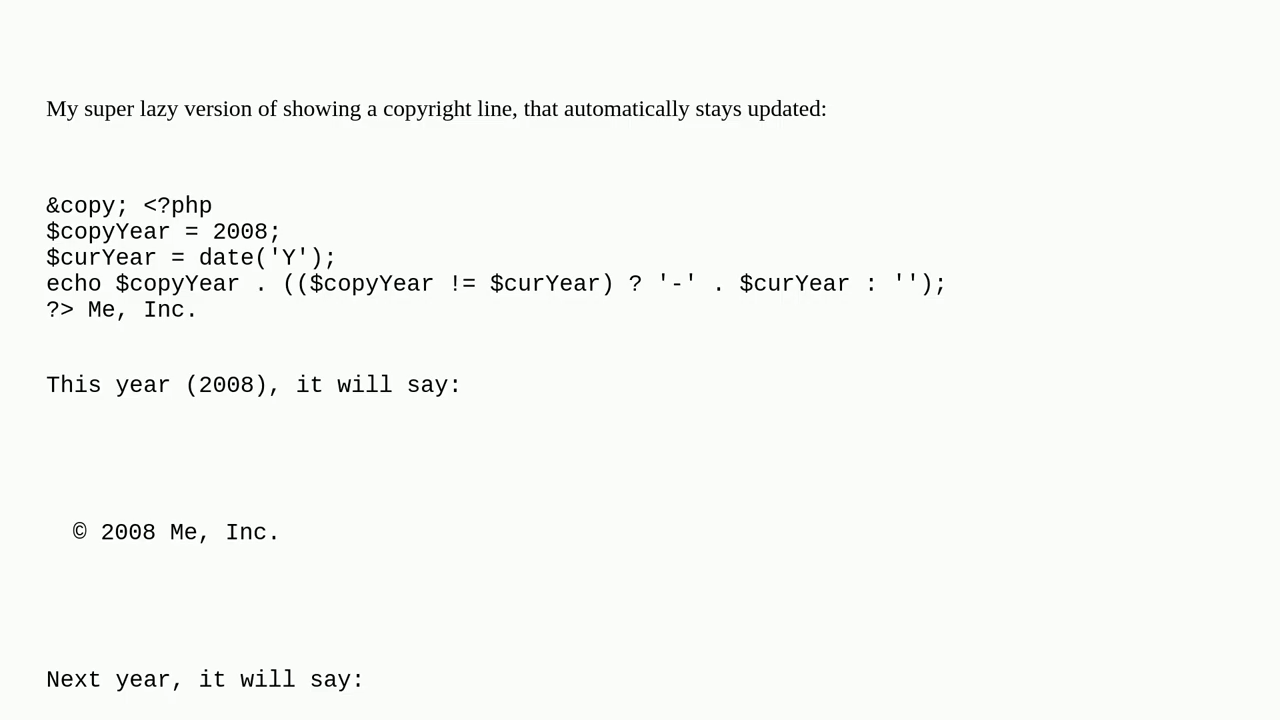 My super lazy version of showing a copyright line, that automatically stays updated:
&copy; <?php
$copyYear = 2008;
$curYear = date('Y');
echo $copyYear . (($copyYear != $curYear) ? '-' . $curYear : '');
?> Me, Inc.
This year (2008), it will say:
© 2008 Me, Inc.
Next year, it will say: